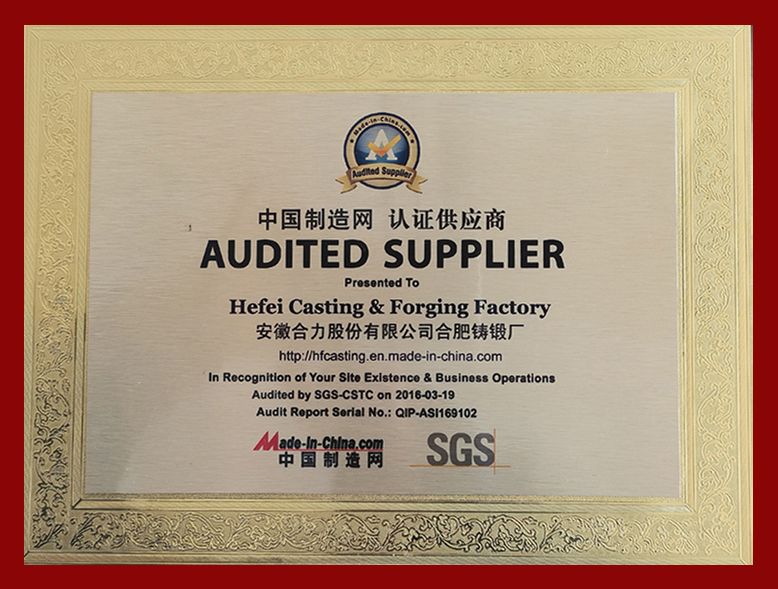 Made-in-China.com
A
Audited Supplier
中国制造网 认证供应商
AUDITED SUPPLIER
Presented To
Hefei Casting & Forging Factory
安徽合力股份有限公司合肥铸锻厂
http://hfcasting.en.made-in-china.com
In Recognition of Your Site Existence & Business Operations
Audited by SGS-CSTC on 2016-03-19
Audit Report Serial No.: QIP-ASI169102
Made-in-China.com
中国制造网
SGS